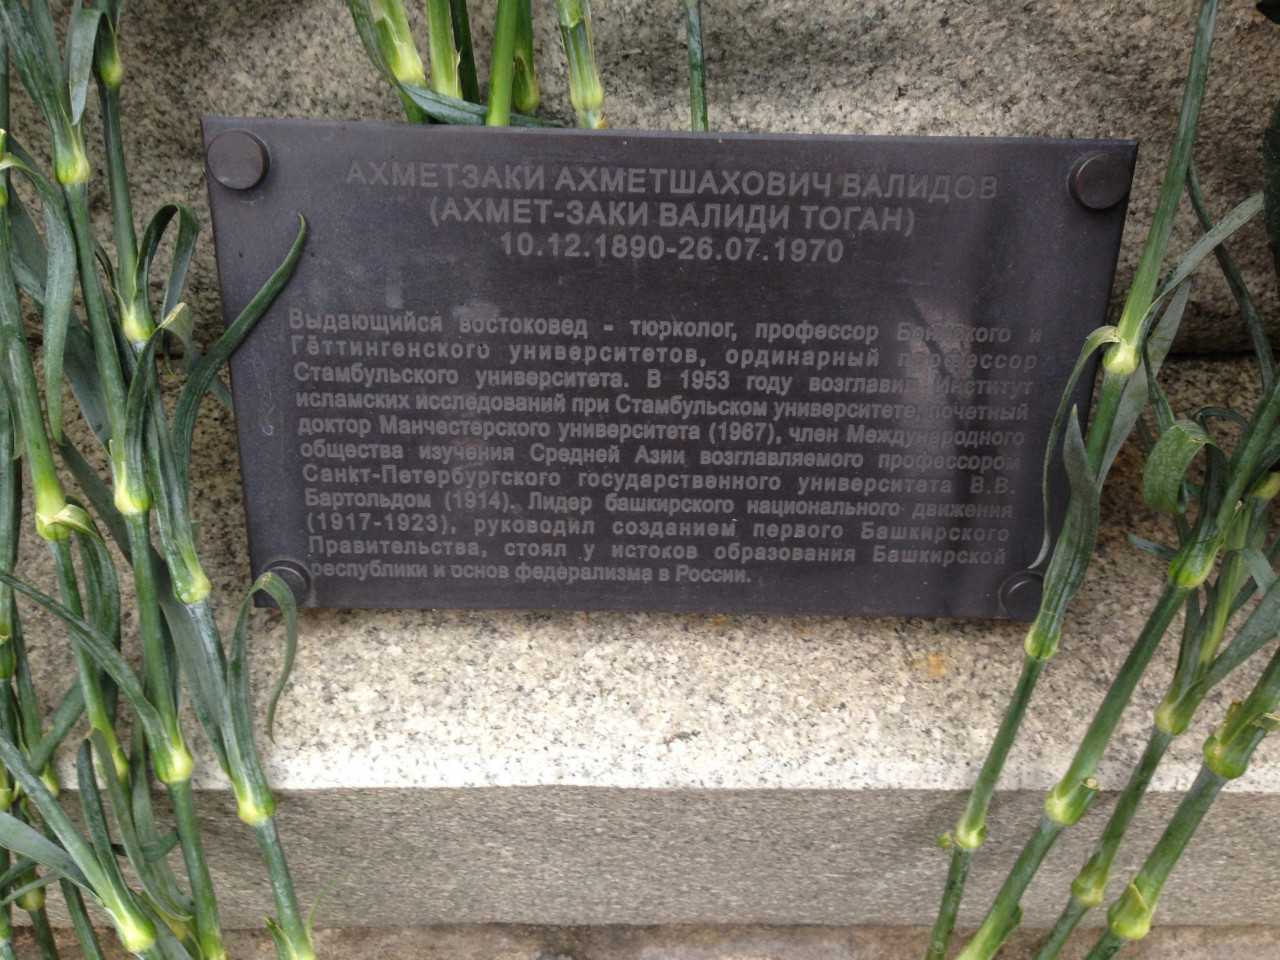 АХМЕТЗАКИ АХМЕТШАХОВИЧ ВАЛИДОВ
(АХМЕТ-ЗАКИ ВАЛИДИ ТОГАН)
10.12.1890-26.07.1970
Выдающийся востоковед - тюрколог, профессор Боннского и
Гёттингенского университетов, ординарный профессор
Стамбульского университета. В 1953 году возглавил Институт
исламских исследований при Стамбульском университете, почетный
доктор Манчестерского университета (1967), член Международного
общества изучения Средней Азии возглавляемого профессором
Санкт-Петербургского государственного университета В.В.
Бартольдом (1914). Лидер башкирского национального движения
(1917-1923), руководил созданием первого Башкирского
Правительства, стоял у истоков образования Башкирской
республики и основ федерализма в России.